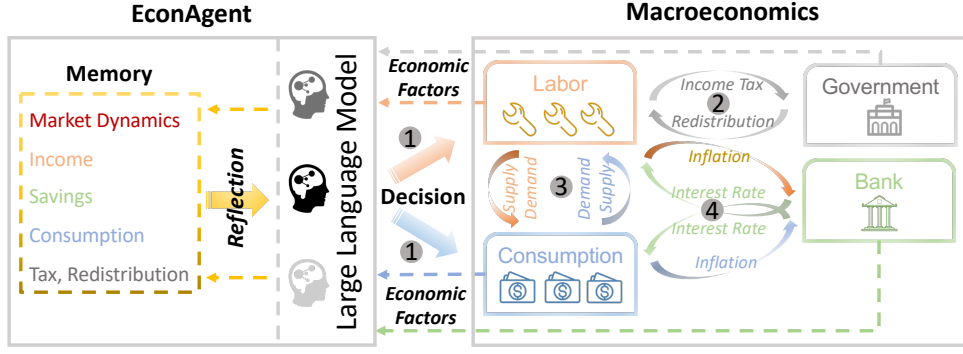 EconAgent
Macroeconomics
Memory
Market Dynamics
Income
Savings
Consumption
Tax, Redistribution
Reflection
Large Language Model
Economic
Factors
1
Decision
1
Economic
Factors
Labor
Income Tax
2
Redistribution
Government
Supply
Demand
3
Demand
Supply
Inflation
Interest Rate
4
Interest Rate
Inflation
Bank
Consumption
$ $ $